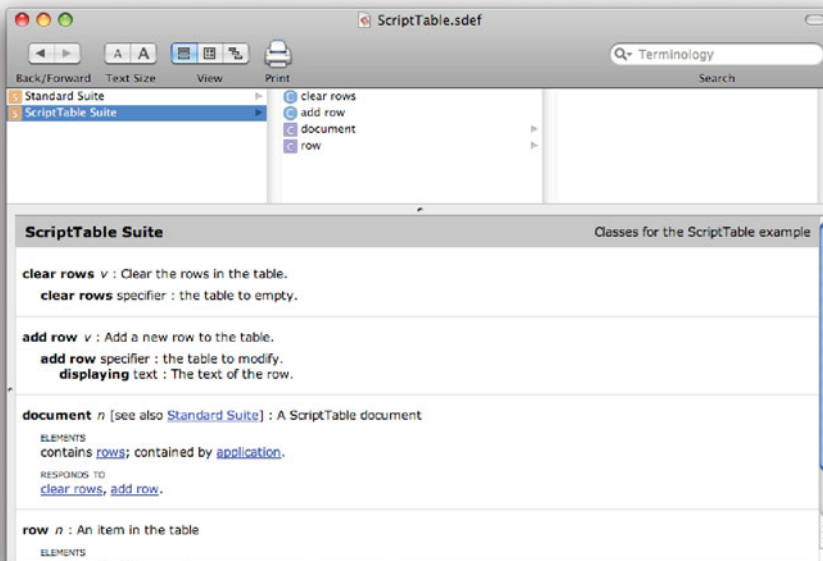 ScriptTable.sdef
A A
Back/Forward Text Size View Print
Terminology
Search
S Standard Suite
S ScriptTable Suite
C clear rows
C add row
C document
C row
ScriptTable Suite Classes for the ScriptTable example
clear rows v : Clear the rows in the table.
clear rows specifier : the table to empty.
add row v : Add a new row to the table.
add row specifier : the table to modify.
displaying text : The text of the row.
document n [see also Standard Suite] : A ScriptTable document
ELEMENTS
contains rows; contained by application.
RESPONDS TO
clear rows, add row.
row n : An item in the table
ELEMENTS